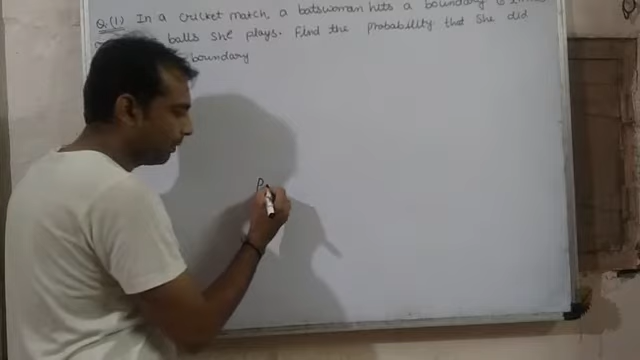 Q.(1) In a cricket match, a batswoman hits a boundary 6 times
balls she plays. Find the probability that she did
boundary
P